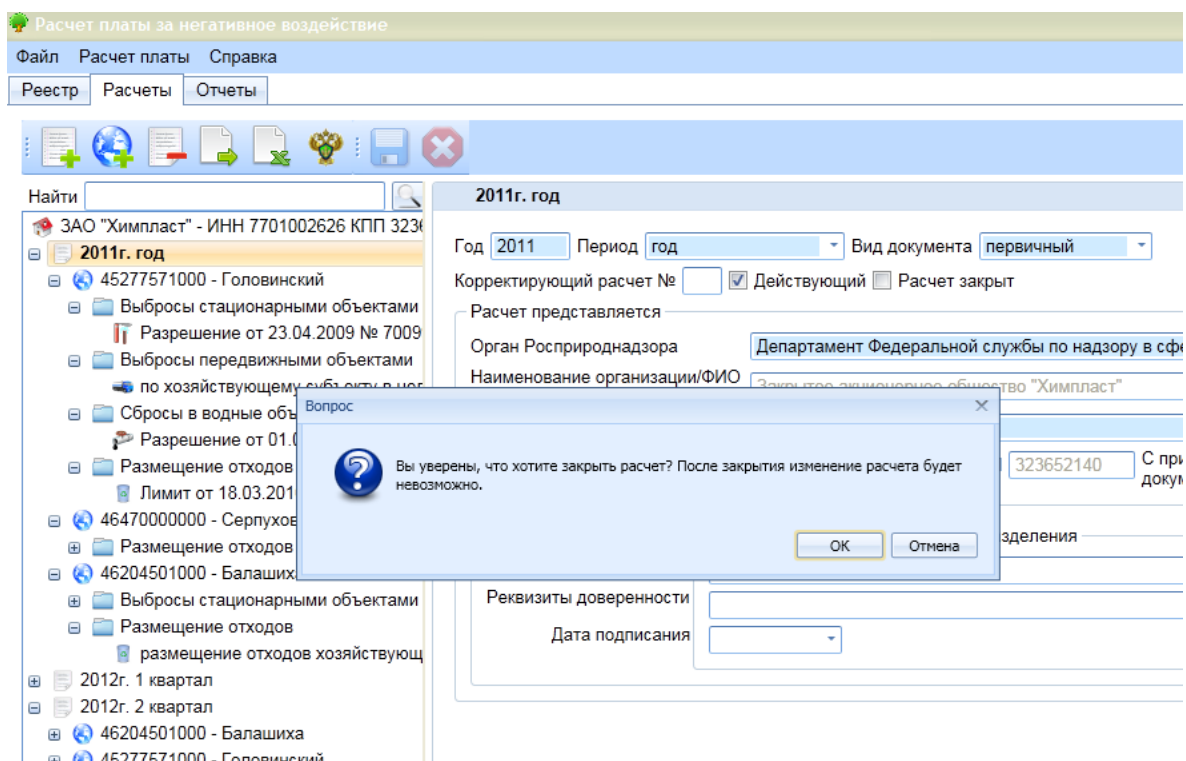 Расчет платы за негативное воздействие
Файл Расчет платы Справка
Реестр Расчеты Отчеты
Найти
2011г. год
ЗАО "Химпласт" - ИНН 7701002626 КПП 3236
2011г. год
Год 2011 Период год Вид документа первичный
45277571000 - Головинский
Корректирующий расчет № Действующий Расчет закрыт
Выбросы стационарными объектами
Расчет представляется
Разрешение от 23.04.2009 № 7009
Орган Росприроднадзора Департамент Федеральной службы по надзору в сфе
Выбросы передвижными объектами
Наименование организации/ФИО Закрытое акционерное общество "Химпласт"
по хозяйствующему субъекту в
Вопрос
Сбросы в водные объ
Разрешение от 01.0
Вы уверены, что хотите закрыть расчет? После закрытия изменение расчета будет
невозможно.
323652140 С при
докум
Размещение отходов
Лимит от 18.03.201
46470000000 - Серпухов
зделения
Размещение отходов
OK Отмена
46204501000 - Балашиха
Выбросы стационарными объектами
Реквизиты доверенности
Размещение отходов
Дата подписания
размещение отходов хозяйствующ
2012г. 1 квартал
2012г. 2 квартал
46204501000 - Балашиха
45277571000 - Головинский